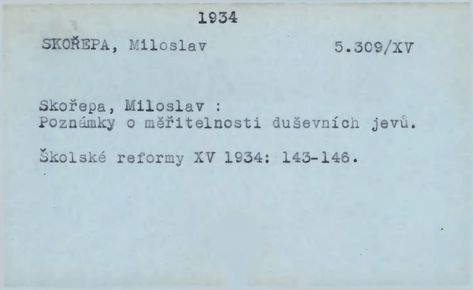 1934
SKOŘEPA, Miloslav 5.309/XV
Skořepa, Miloslav :
Poznámky o měřitelnosti duševních jevů.
Školské reformy XV 1934: 143-146.